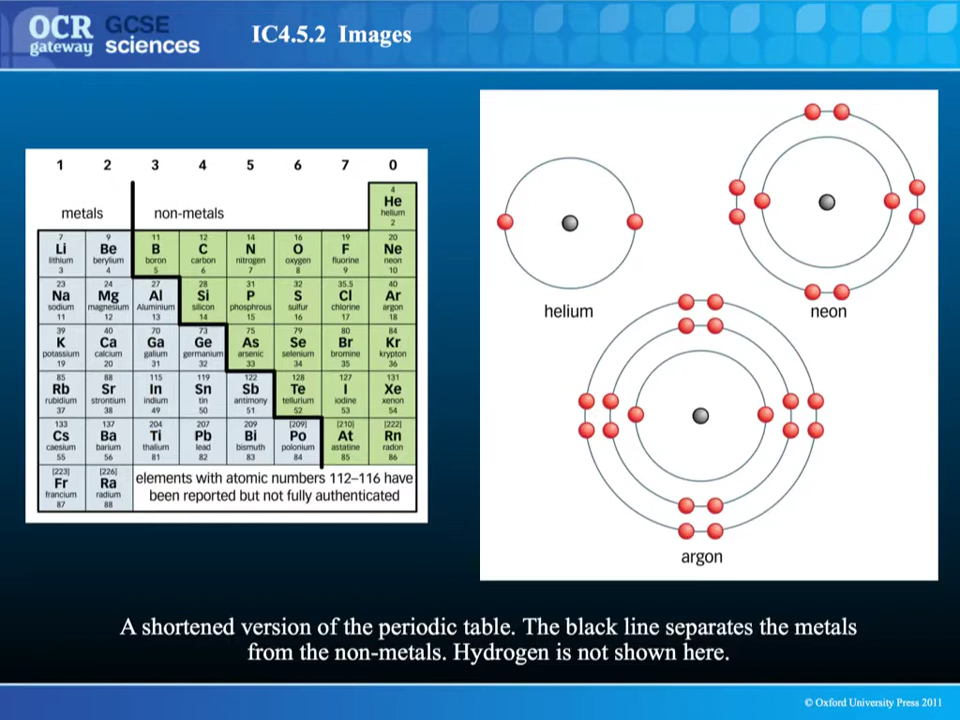 OCR GCSE
gateway sciences
IC4.5.2 Images
1 2 3 4 5 6 7 0
metals non-metals
4
He
helium
2
7 9 11 12 14 16 19 20
Li Be B C N O F Ne
lithium berylium boron carbon nitrogen oxygen fluorine neon
3 4 5 6 7 8 9 10
23 24 27 28 31 32 35.5 40
Na Mg Al Si P S Cl Ar
sodium magnesium Aluminium silicon phosphrous sulfur chlorine argon
11 12 13 14 15 16 17 18
39 40 70 73 75 79 80 84
K Ca Ga Ge As Se Br Kr
potassium calcium galium germanium arsenic selenium bromine krypton
19 20 31 32 33 34 35 36
85 88 115 119 122 128 127 131
Rb Sr In Sn Sb Te I Xe
rubidium strontium indium tin antimony tellurium iodine xenon
37 38 49 50 51 52 53 54
133 137 204 207 209 [209] [210] [222]
Cs Ba Ti Pb Bi Po At Rn
caesium barium thalium lead bismuth polonium astatine radon
55 56 81 82 83 84 85 86
[223] [226]
Fr Ra
francium radium
87 88
elements with atomic numbers 112–116 have
been reported but not fully authenticated
helium
neon
argon
A shortened version of the periodic table. The black line separates the metals
from the non-metals. Hydrogen is not shown here.
© Oxford University Press 2011